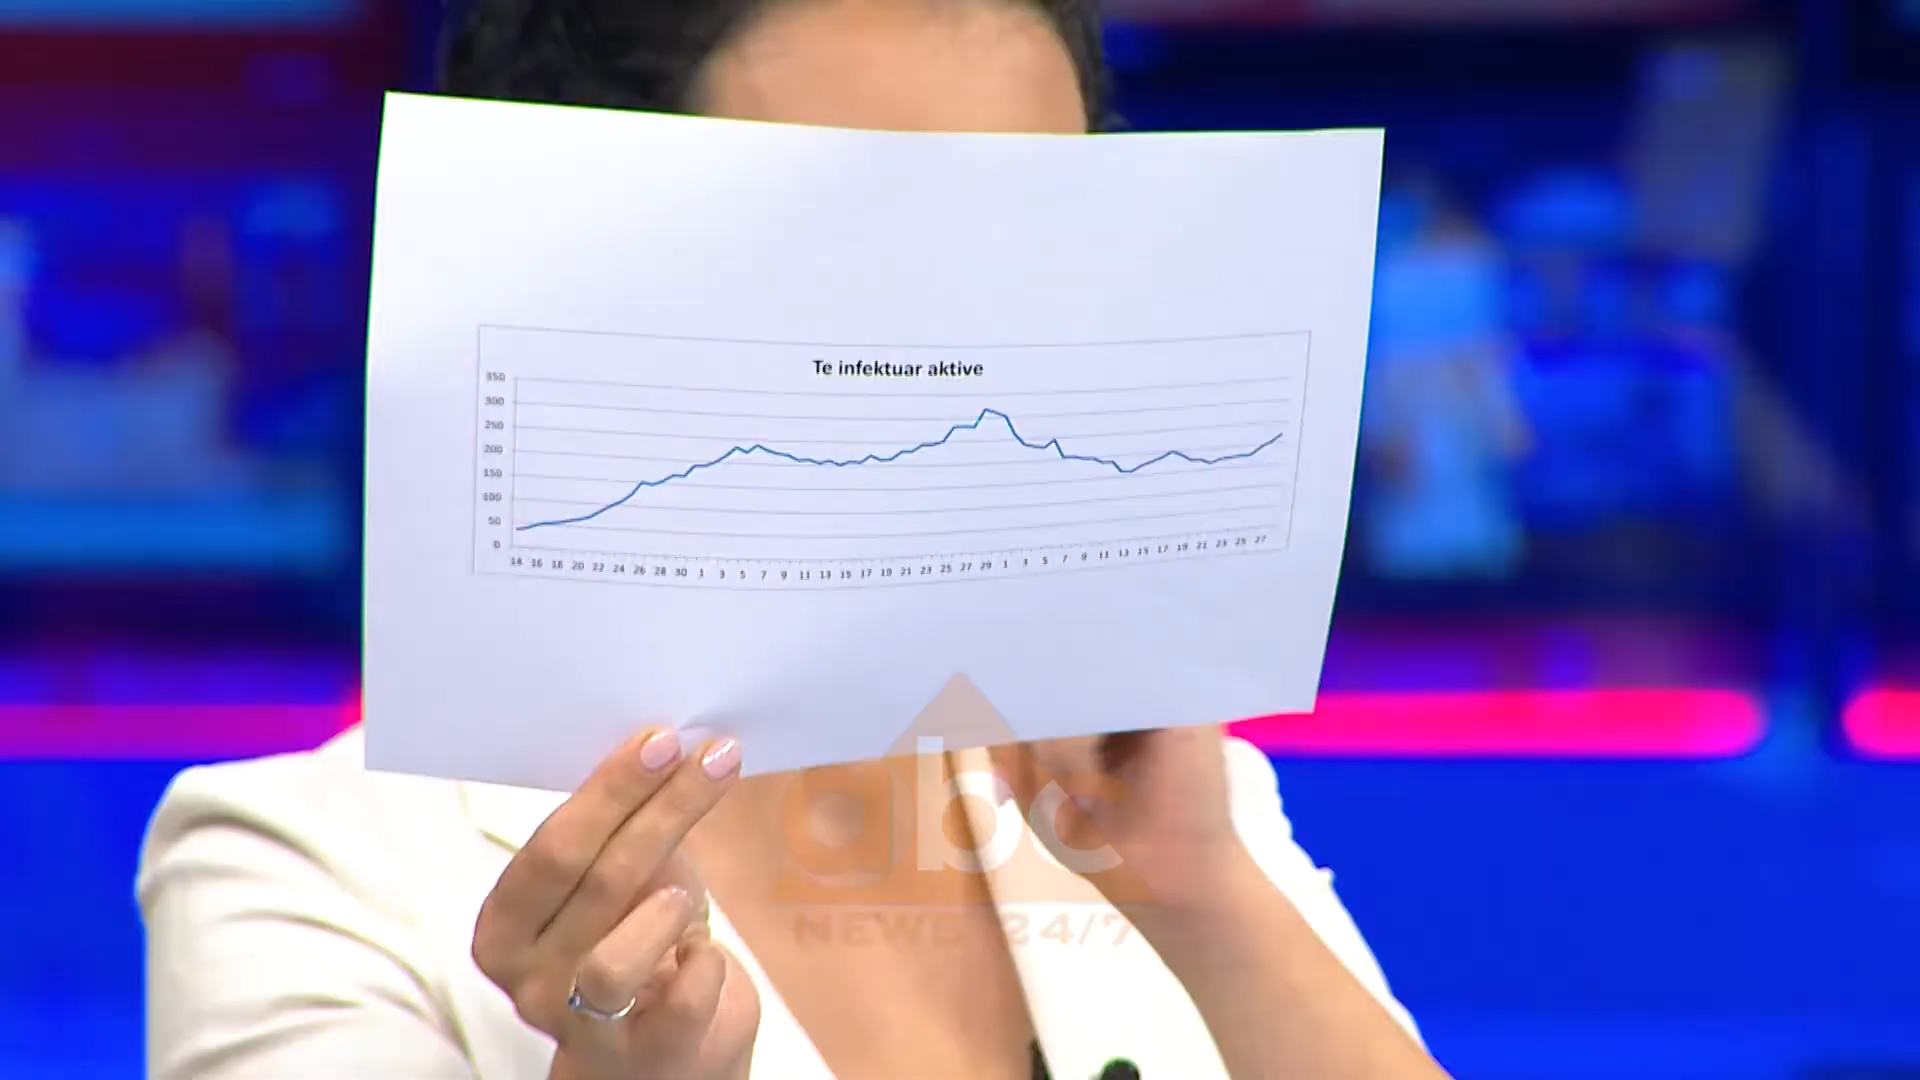 Te infektuar aktive
350
300
250
200
150
100
50
0
14 16 18 20 22 24 26 28 30 1 3 5 7 9 11 13 15 17 19 21 23 25 27 29 1 3 5 7 9 11 13 15 17 19 21 23 25 27
abc
NEWS 24/7